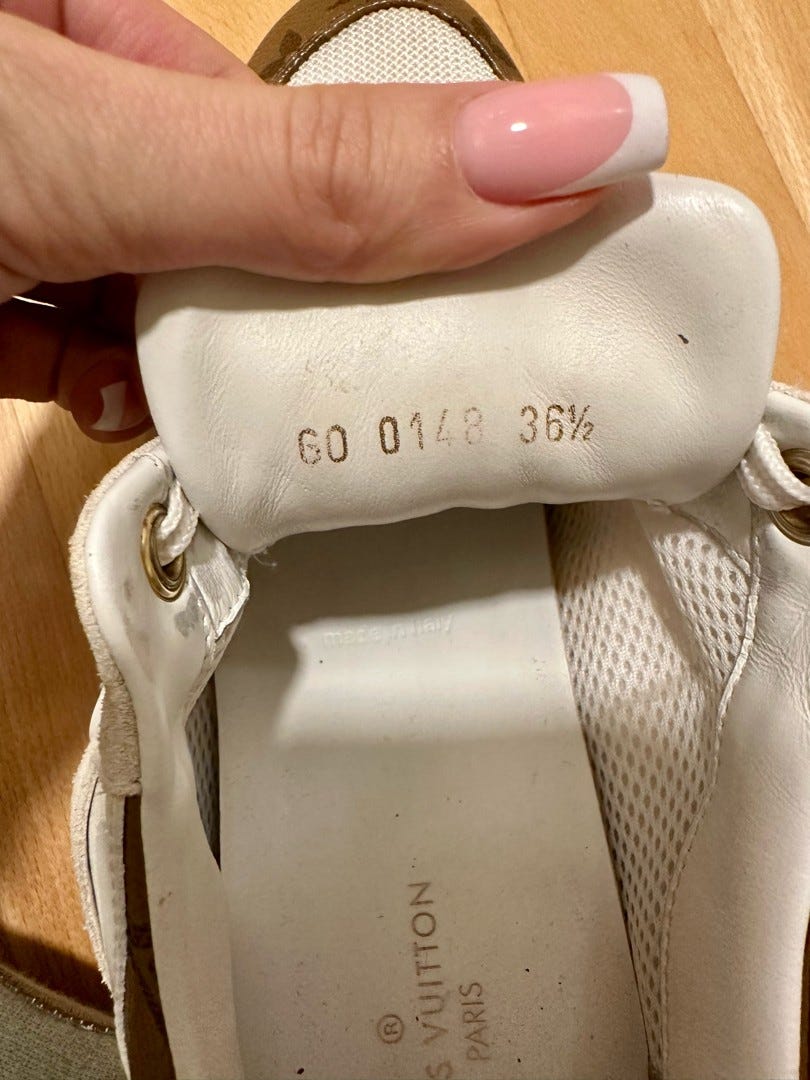 GO 0148 36½
made in Italy
S VUITTON
®
PARIS